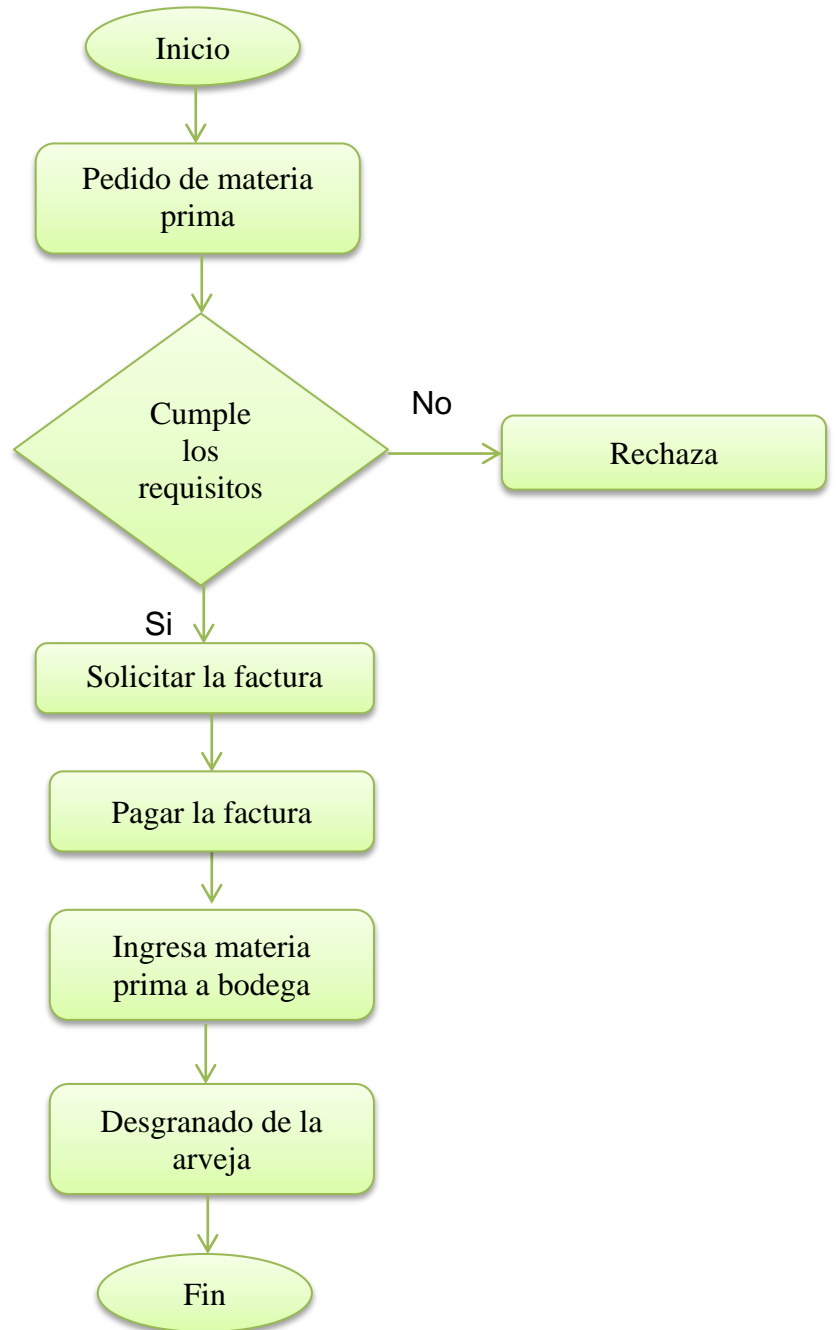 Inicio
Pedido de materia
prima
Cumple
los
requisitos
No
Rechaza
Si
Solicitar la factura
Pagar la factura
Ingresa materia
prima a bodega
Desgranado de la
arveja
Fin